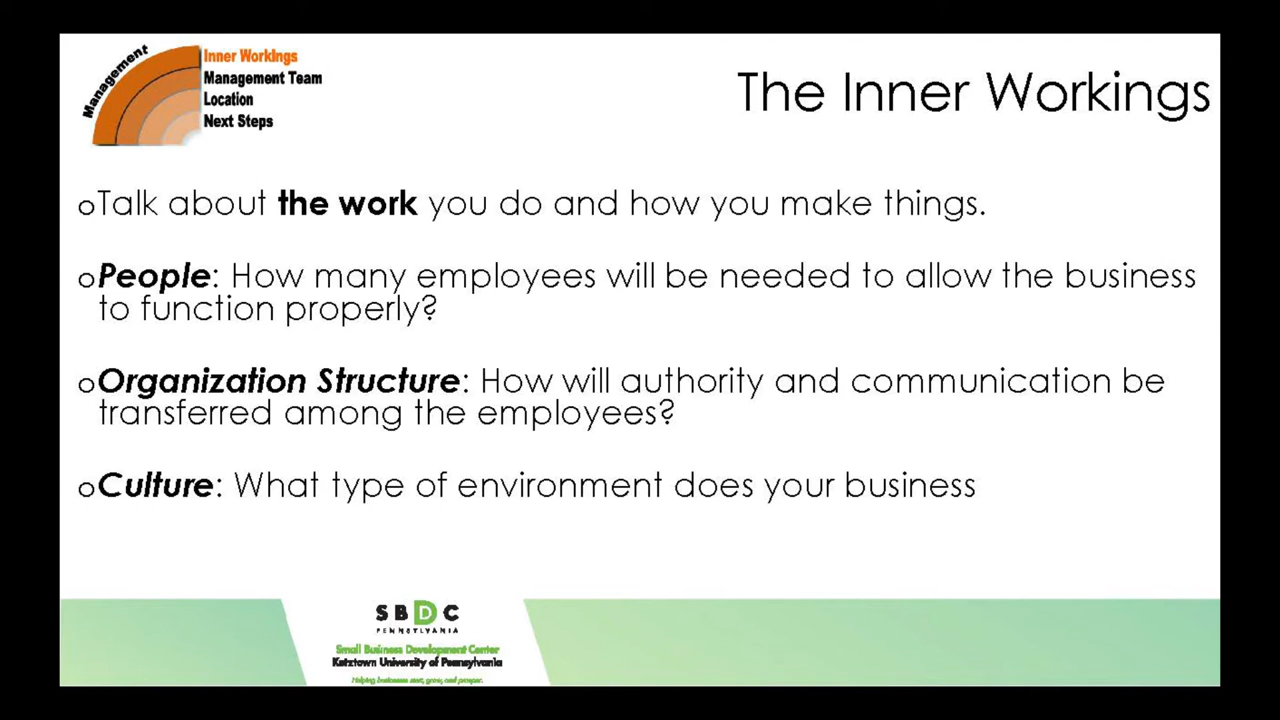 Management
Inner Workings
Management Team
Location
Next Steps
The Inner Workings
oTalk about the work you do and how you make things.
oPeople: How many employees will be needed to allow the business
to function properly?
oOrganization Structure: How will authority and communication be
transferred among the employees?
oCulture: What type of environment does your business
SBDC
PENNSYLVANIA
Small Business Development Center
Kutztown University of Pennsylvania
Helping businesses start, grow, and prosper.